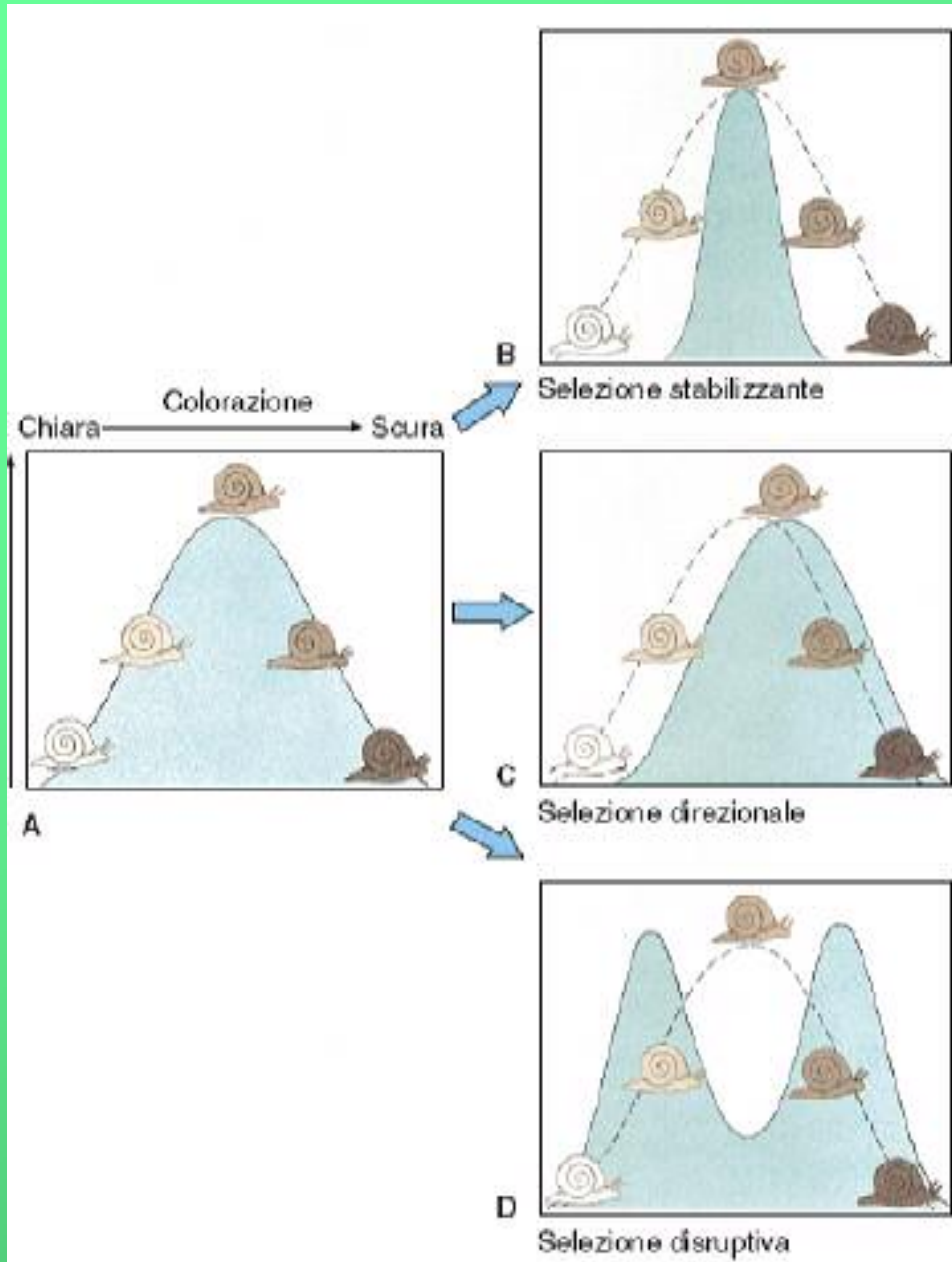 B
Selezione stabilizzante
Colorazione
Chiara Scura
A
C
Selezione direzionale
D
Selezione disruptiva